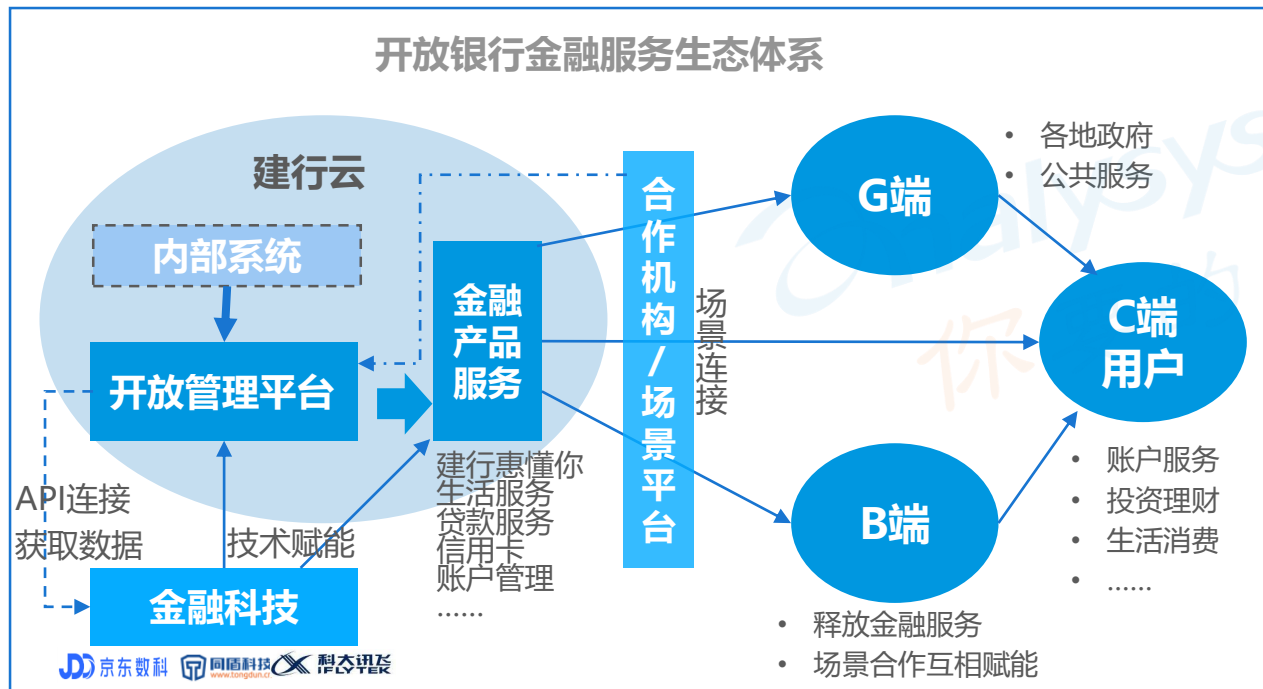 开放银行金融服务生态体系
建行云
内部系统
开放管理平台
金融
产品
服务
建行惠懂你
生活服务
贷款服务
信用卡
账户管理
......
API连接
获取数据
技术赋能
金融科技
京东数科
同盾科技
www.tongdun.cn
科大讯飞
IFLYTEK
合作机构/场景平台
场景连接
G端
• 各地政府
• 公共服务
C端
用户
• 账户服务
• 投资理财
• 生活消费
• ......
B端
• 释放金融服务
• 场景合作互相赋能
你
的